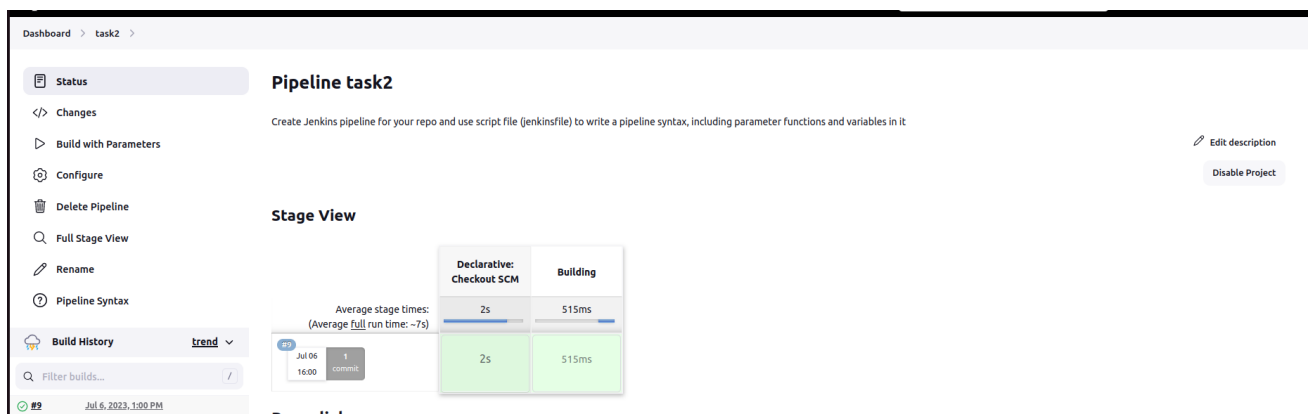 Dashboard > task2 >
Status
</> Changes
Build with Parameters
Configure
Delete Pipeline
Full Stage View
Rename
Pipeline Syntax
Build History trend
Filter builds... /
#9 Jul 6, 2023, 1:00 PM
Pipeline task2
Create Jenkins pipeline for your repo and use script file (jenkinsfile) to write a pipeline syntax, including parameter functions and variables in it
Edit description
Disable Project
Stage View
Declarative:
Checkout SCM
Building
Average stage times:
2s 515ms
(Average full run time: ~7s)
#9
Jul 06
16:00
1
commit
2s 515ms